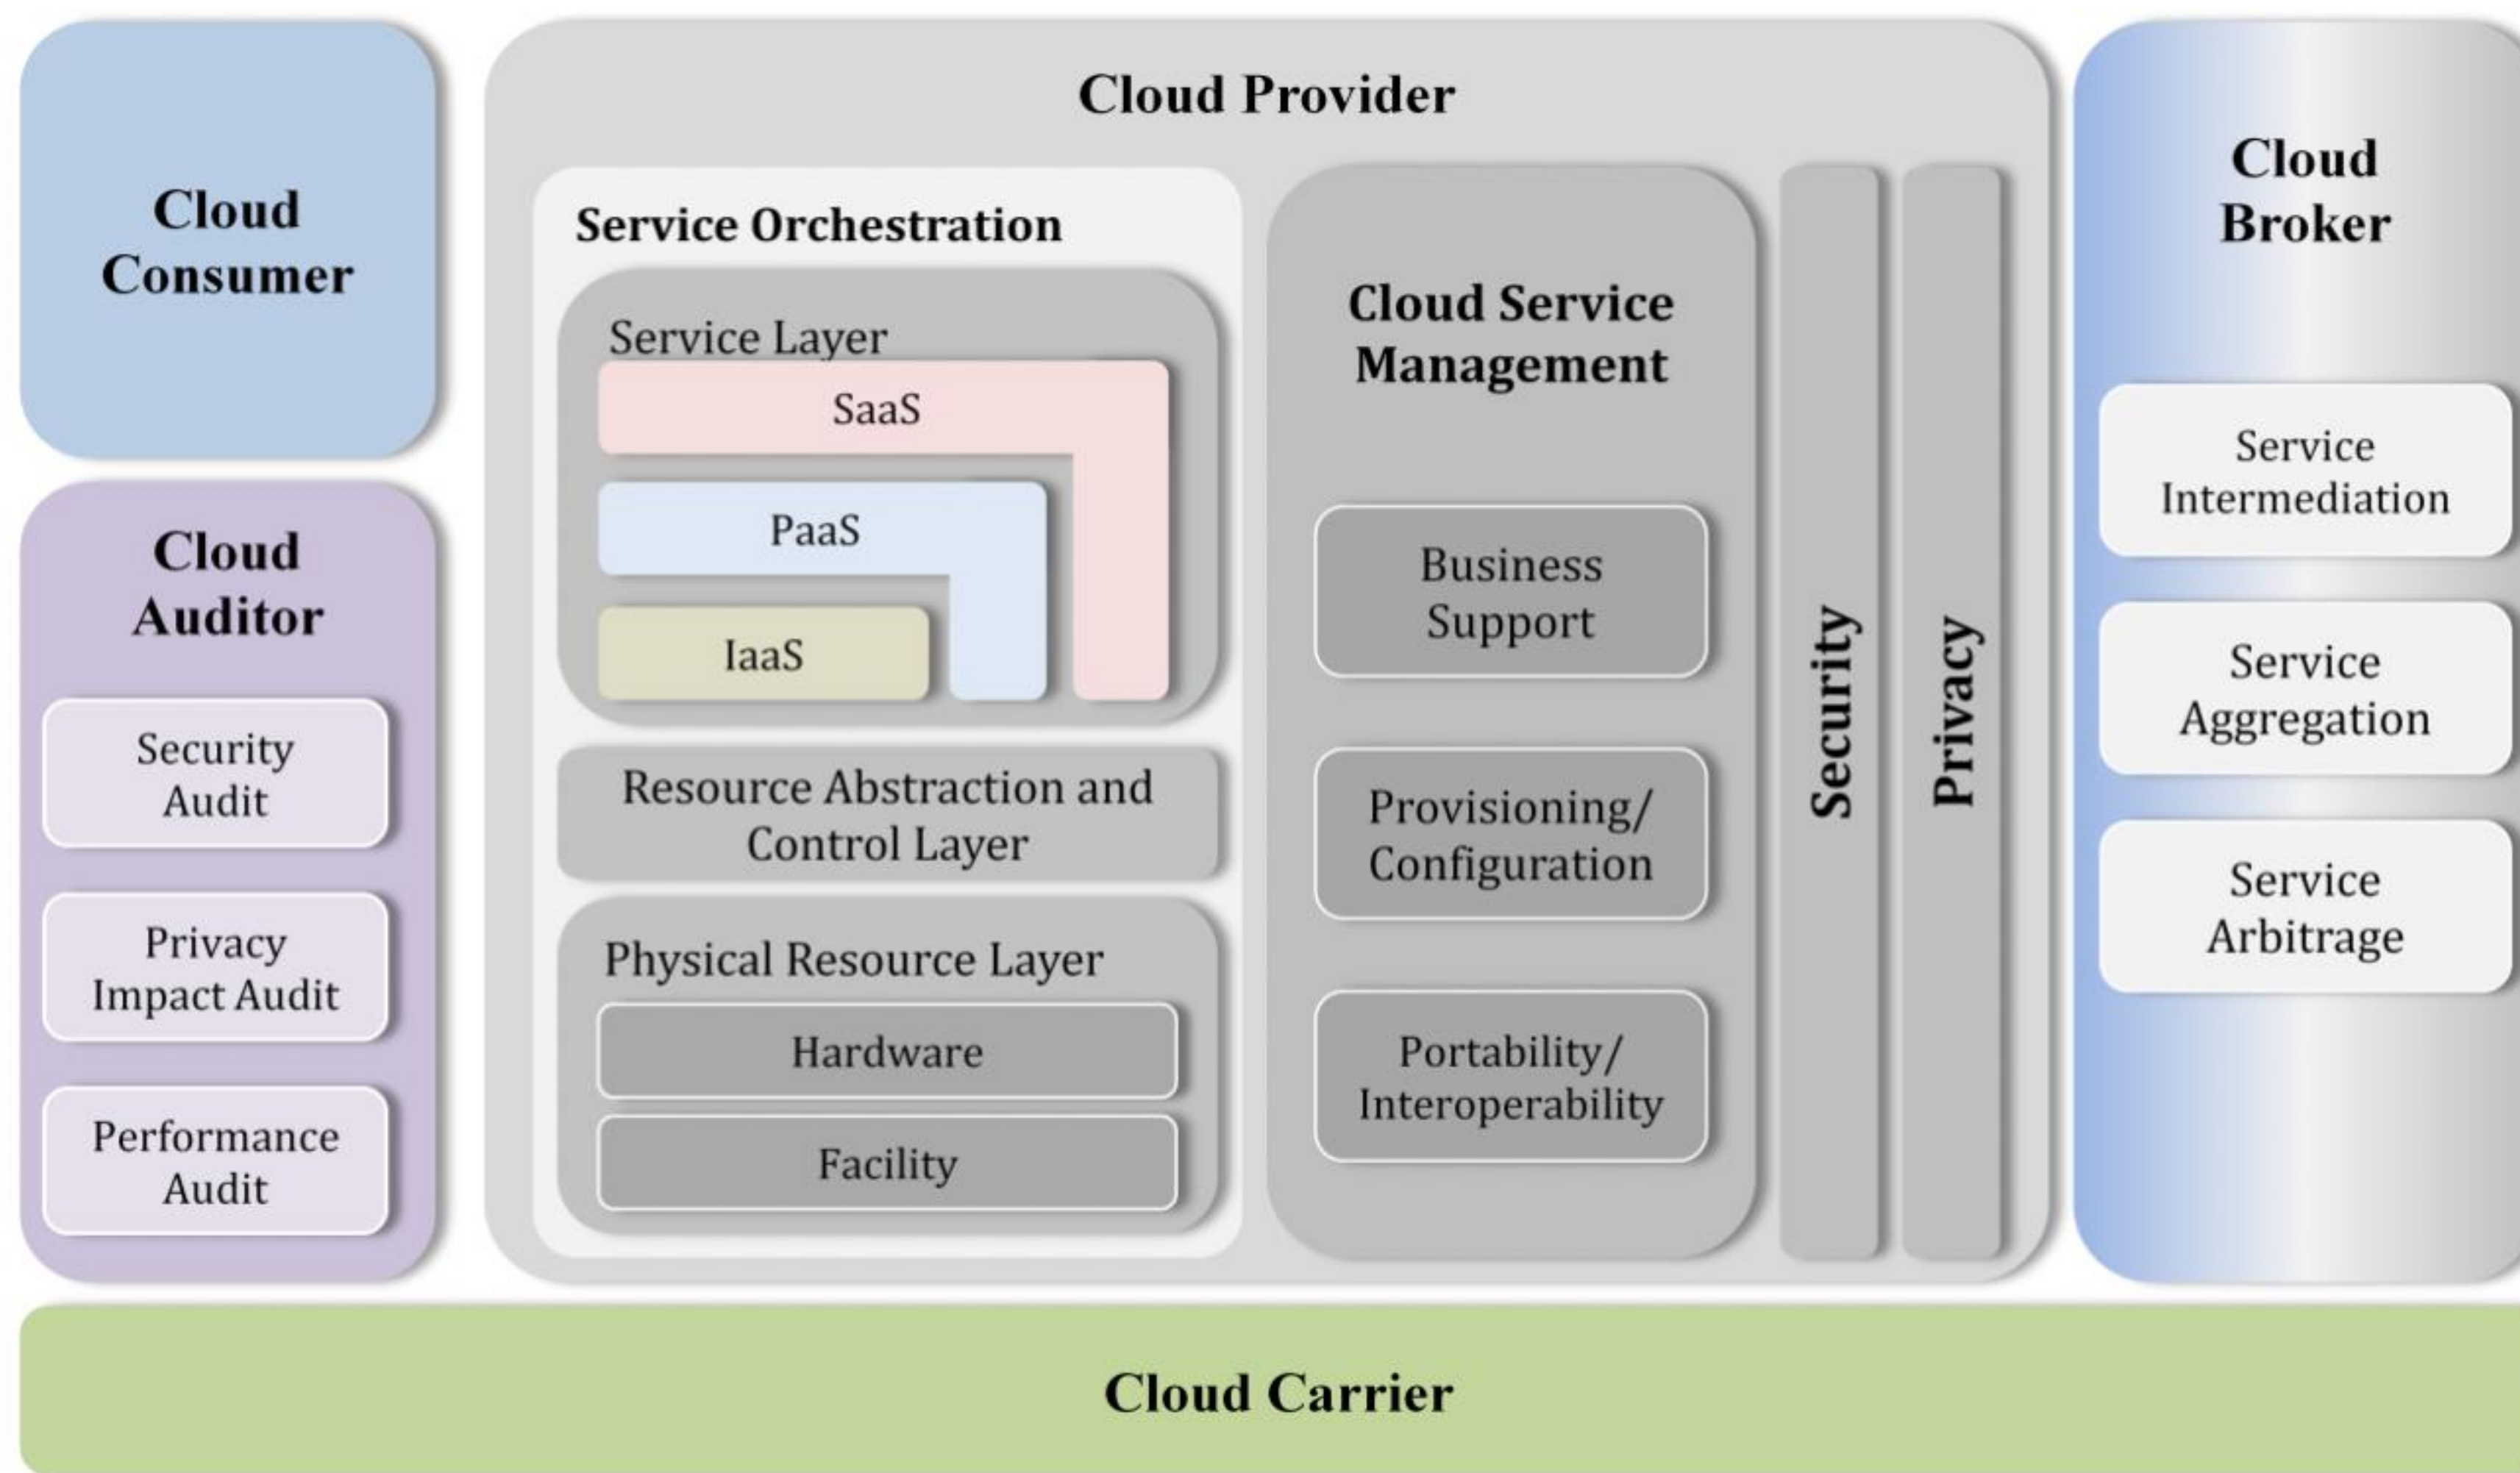 Cloud
Consumer
Cloud
Auditor
Security
Audit
Privacy
Impact Audit
Performance
Audit
Cloud Provider
Service Orchestration
Service Layer
SaaS
PaaS
IaaS
Resource Abstraction and
Control Layer
Physical Resource Layer
Hardware
Facility
Cloud Service
Management
Business
Support
Provisioning/
Configuration
Portability/
Interoperability
Security
Privacy
Cloud
Broker
Service
Intermediation
Service
Aggregation
Service
Arbitrage
Cloud Carrier